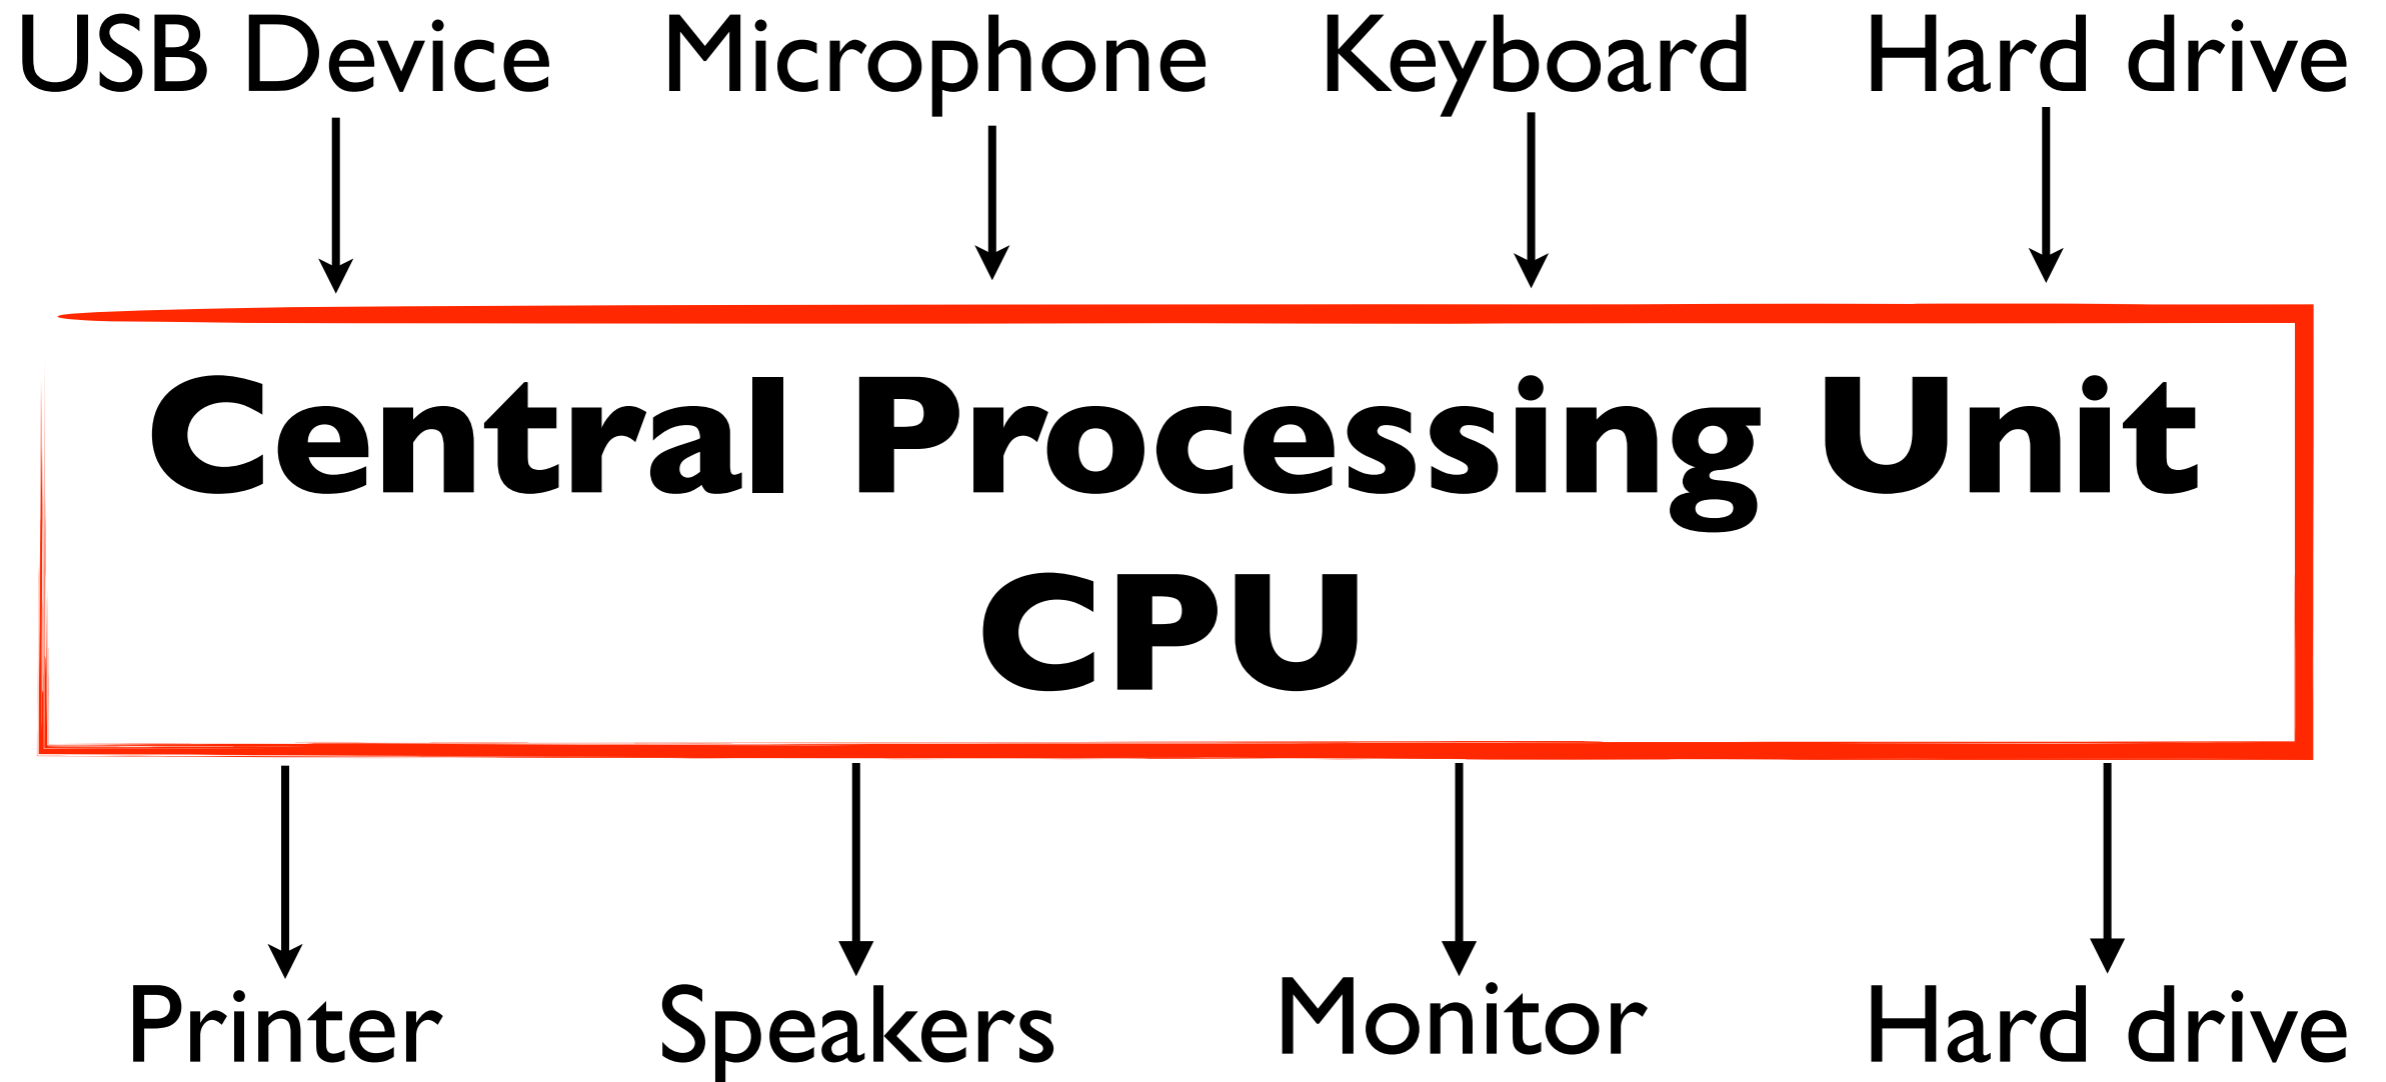 USB Device Microphone Keyboard Hard drive
Central Processing Unit
CPU
Printer Speakers Monitor Hard drive